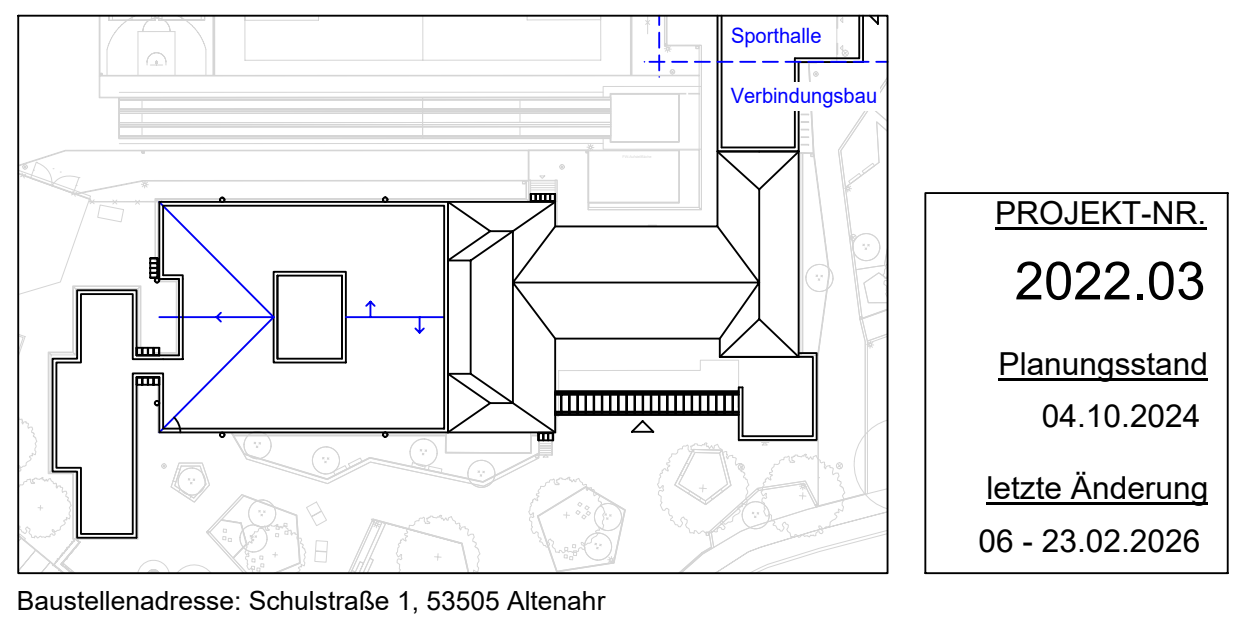 Sporthalle
Verbindungsbau
PROJEKT-NR.
2022.03
Planungsstand
04.10.2024
letzte Änderung
06 - 23.02.2026
Baustellenadresse: Schulstraße 1, 53505 Altenahr